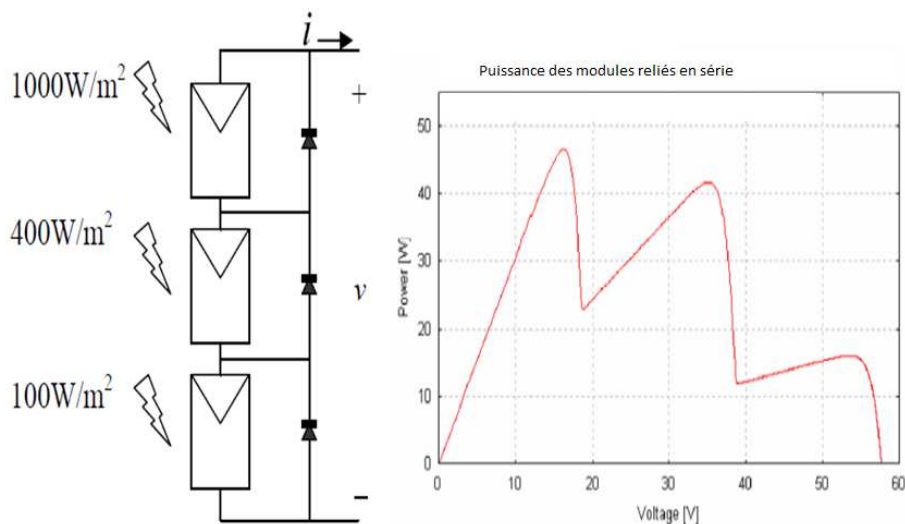 i
1000W/m²
+
400W/m²
v
100W/m²
−
Puissance des modules reliés en série
50
40
30
20
10
0
Power [W]
0 10 20 30 40 50 60
Voltage [V]